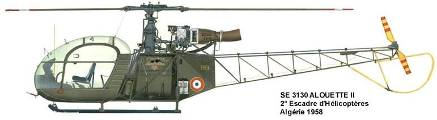 SE 3130 ALOUETTE II
2° Escadre d'Hélicoptères
Algérie 1958